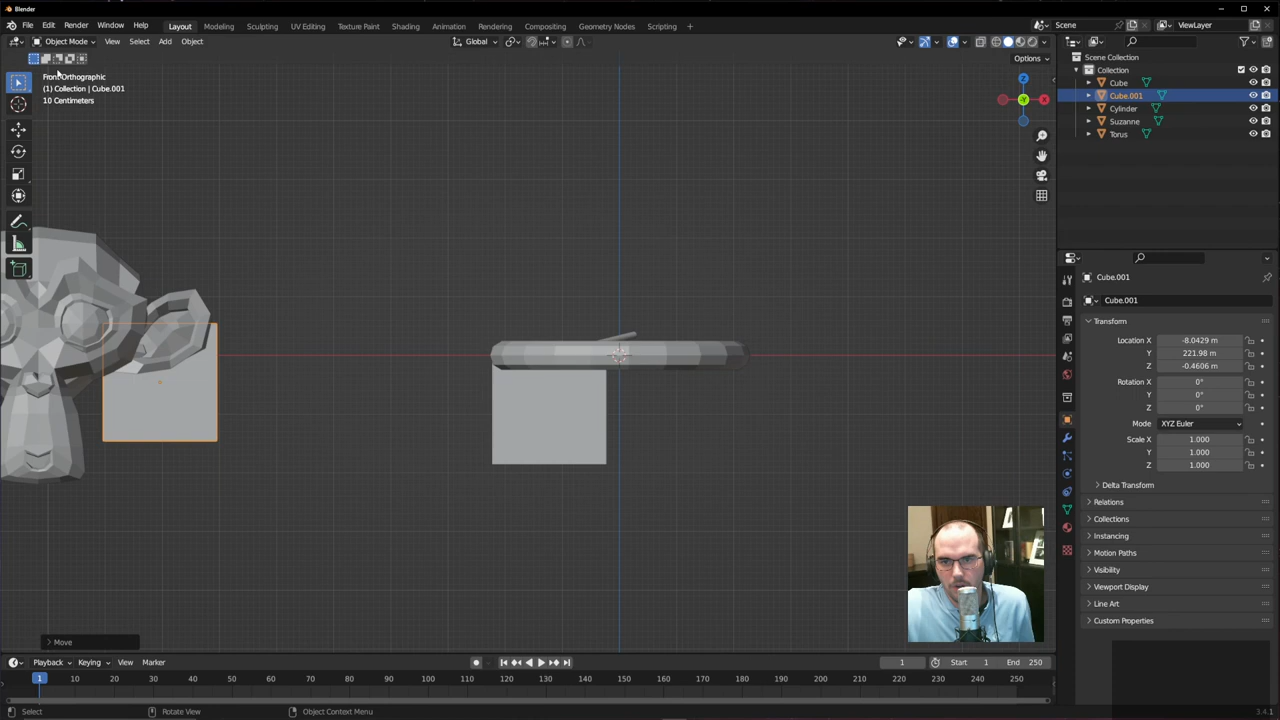 Blender
File Edit Render Window Help
Layout Modeling Sculpting UV Editing Texture Paint Shading Animation Rendering Compositing Geometry Nodes Scripting +
Scene ViewLayer
Object Mode View Select Add Object
Global
Options
Front Orthographic
(1) Collection | Cube.001
10 Centimeters
Z
-Y
X
Scene Collection
Collection
Cube
Cube.001
Cylinder
Suzanne
Torus
Cube.001
Cube.001
Transform
Location X -8.0429 m
Y 221.98 m
Z -0.4606 m
Rotation X 0°
Y 0°
Z 0°
Mode XYZ Euler
Scale X 1.000
Y 1.000
Z 1.000
Delta Transform
Relations
Collections
Instancing
Motion Paths
Visibility
Viewport Display
Line Art
Custom Properties
Move
Playback Keying View Marker
1 Start 1 End 250
1 10 20 30 40 50 60 70 80 90 100 110 120 130 140 150 160 170 180 190 200 210 220 230 240 250
Select Rotate View Object Context Menu
3.4.1